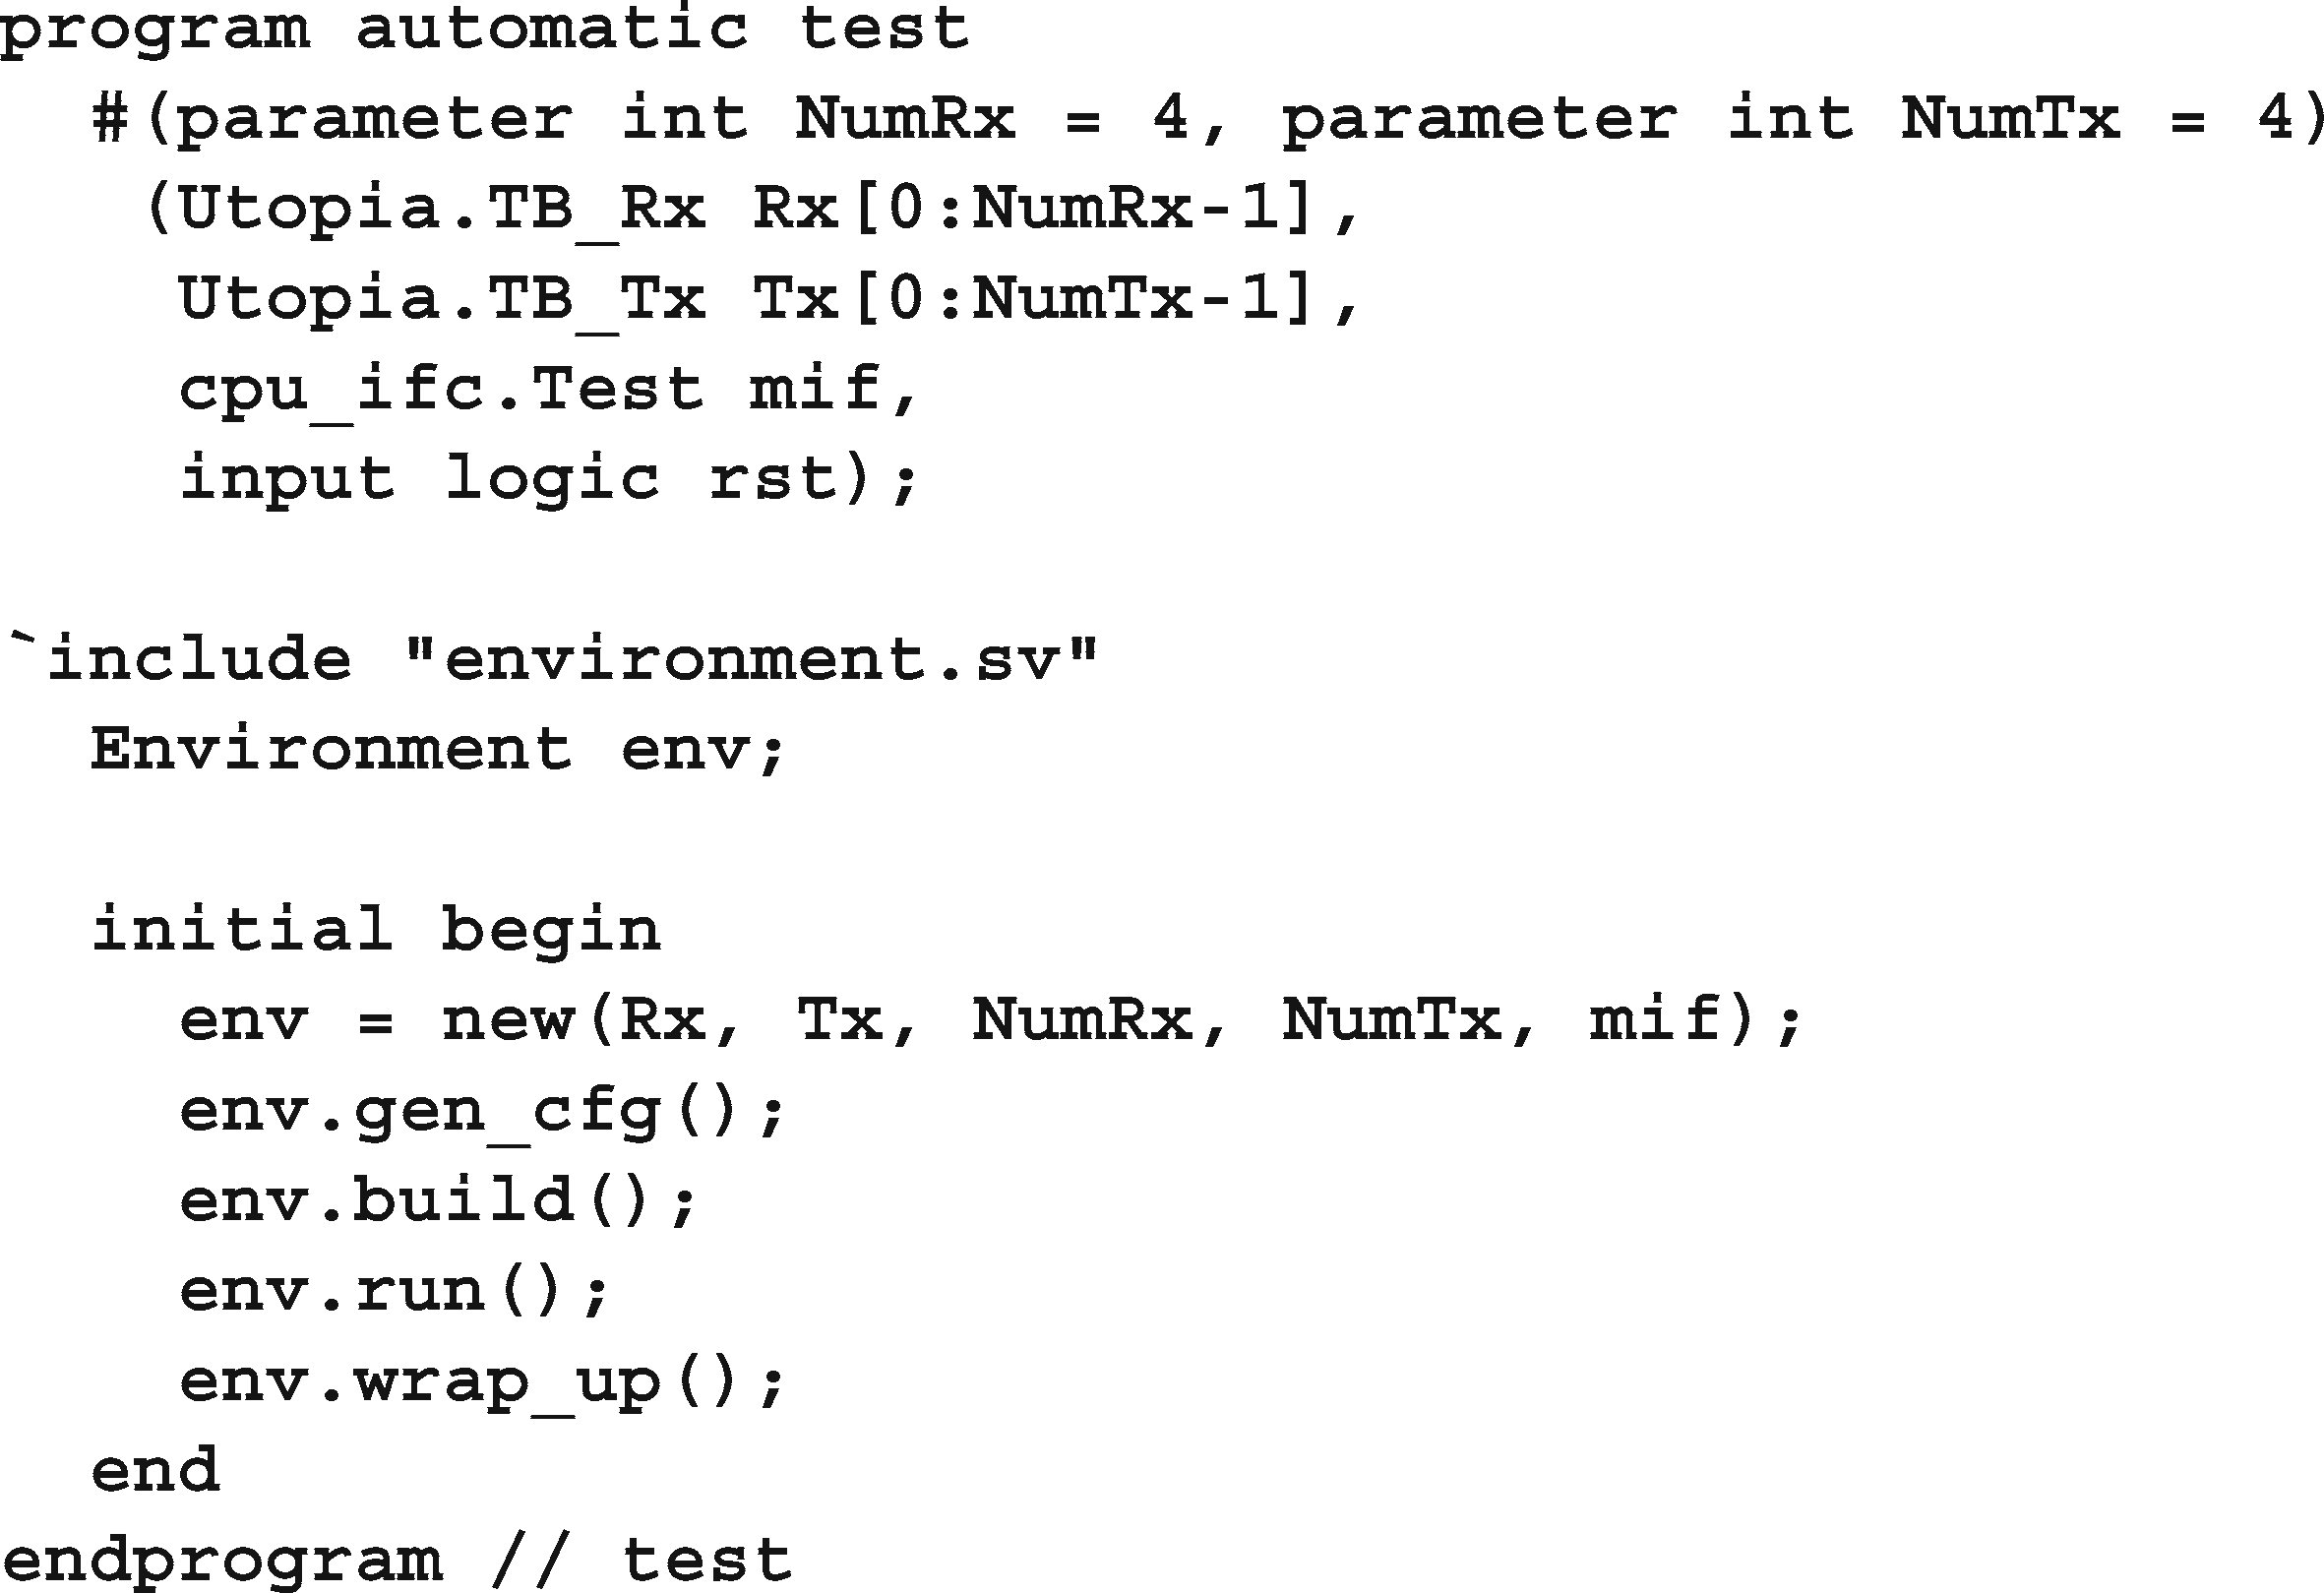 program automatic test
  #(parameter int NumRx = 4, parameter int NumTx = 4)
   (Utopia.TB_Rx Rx[0:NumRx-1],
    Utopia.TB_Tx Tx[0:NumTx-1],
    cpu_ifc.Test mif,
    input logic rst);

`include "environment.sv"
  Environment env;

  initial begin
    env = new(Rx, Tx, NumRx, NumTx, mif);
    env.gen_cfg();
    env.build();
    env.run();
    env.wrap_up();
  end
endprogram // test